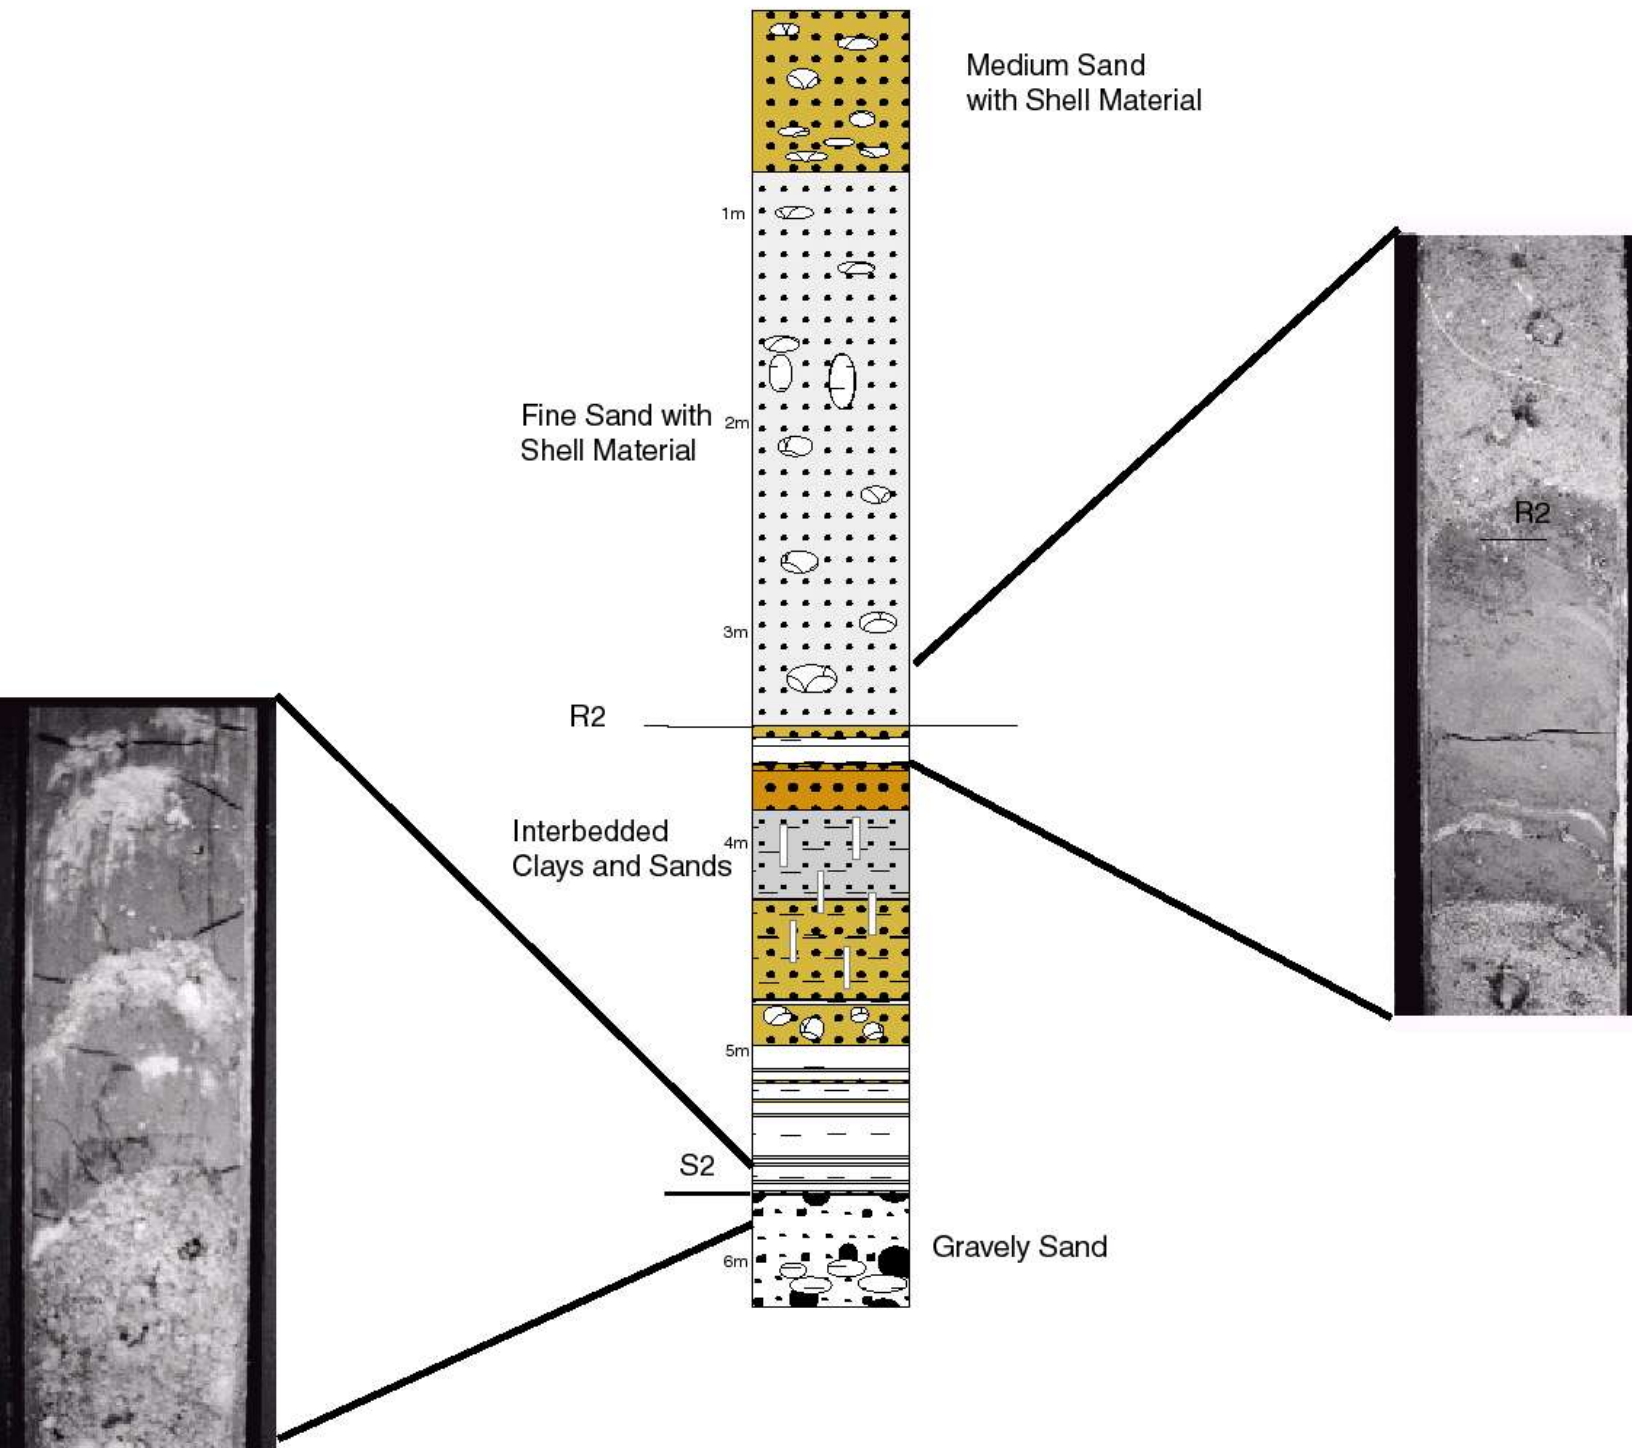 Medium Sand
with Shell Material
1m
Fine Sand with
Shell Material
2m
R2
3m
R2
Interbedded
Clays and Sands
4m
5m
S2
Gravely Sand
6m